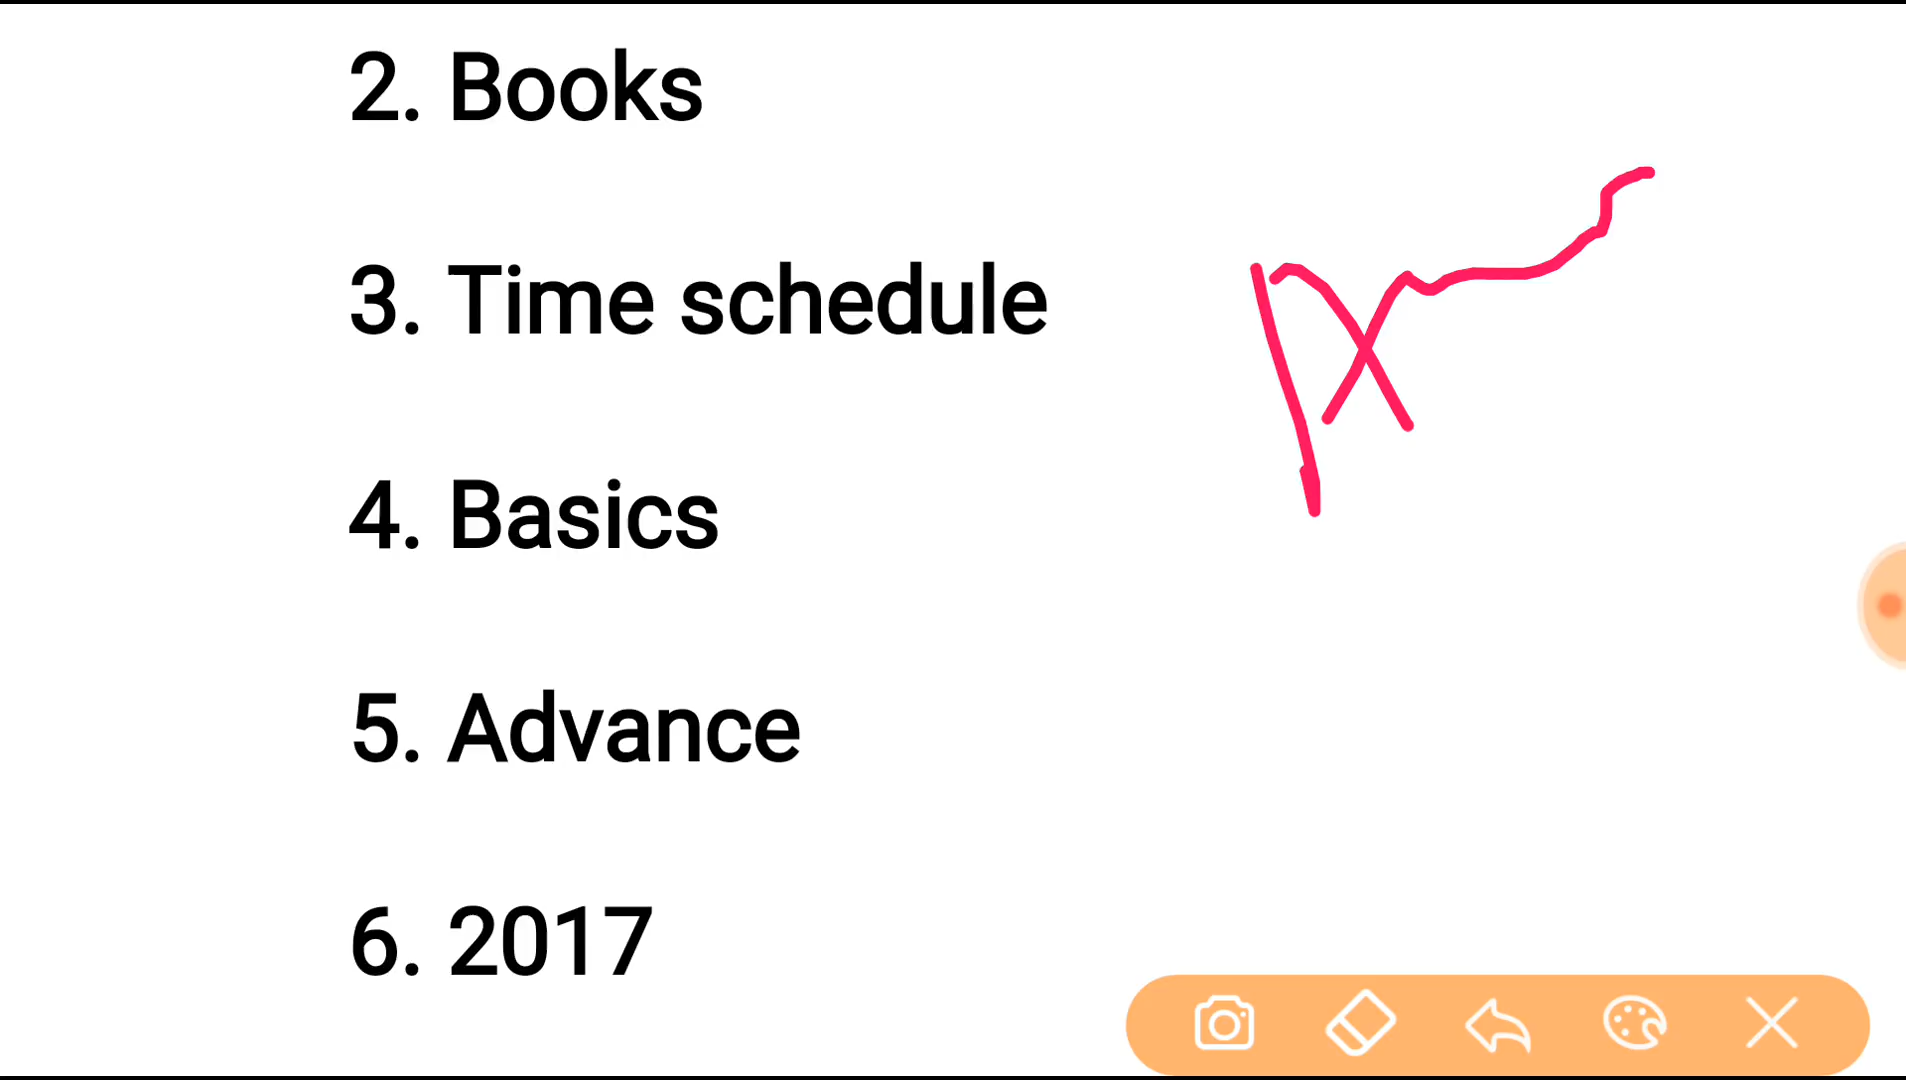 2. Books
3. Time schedule
4. Basics
5. Advance
6. 2017